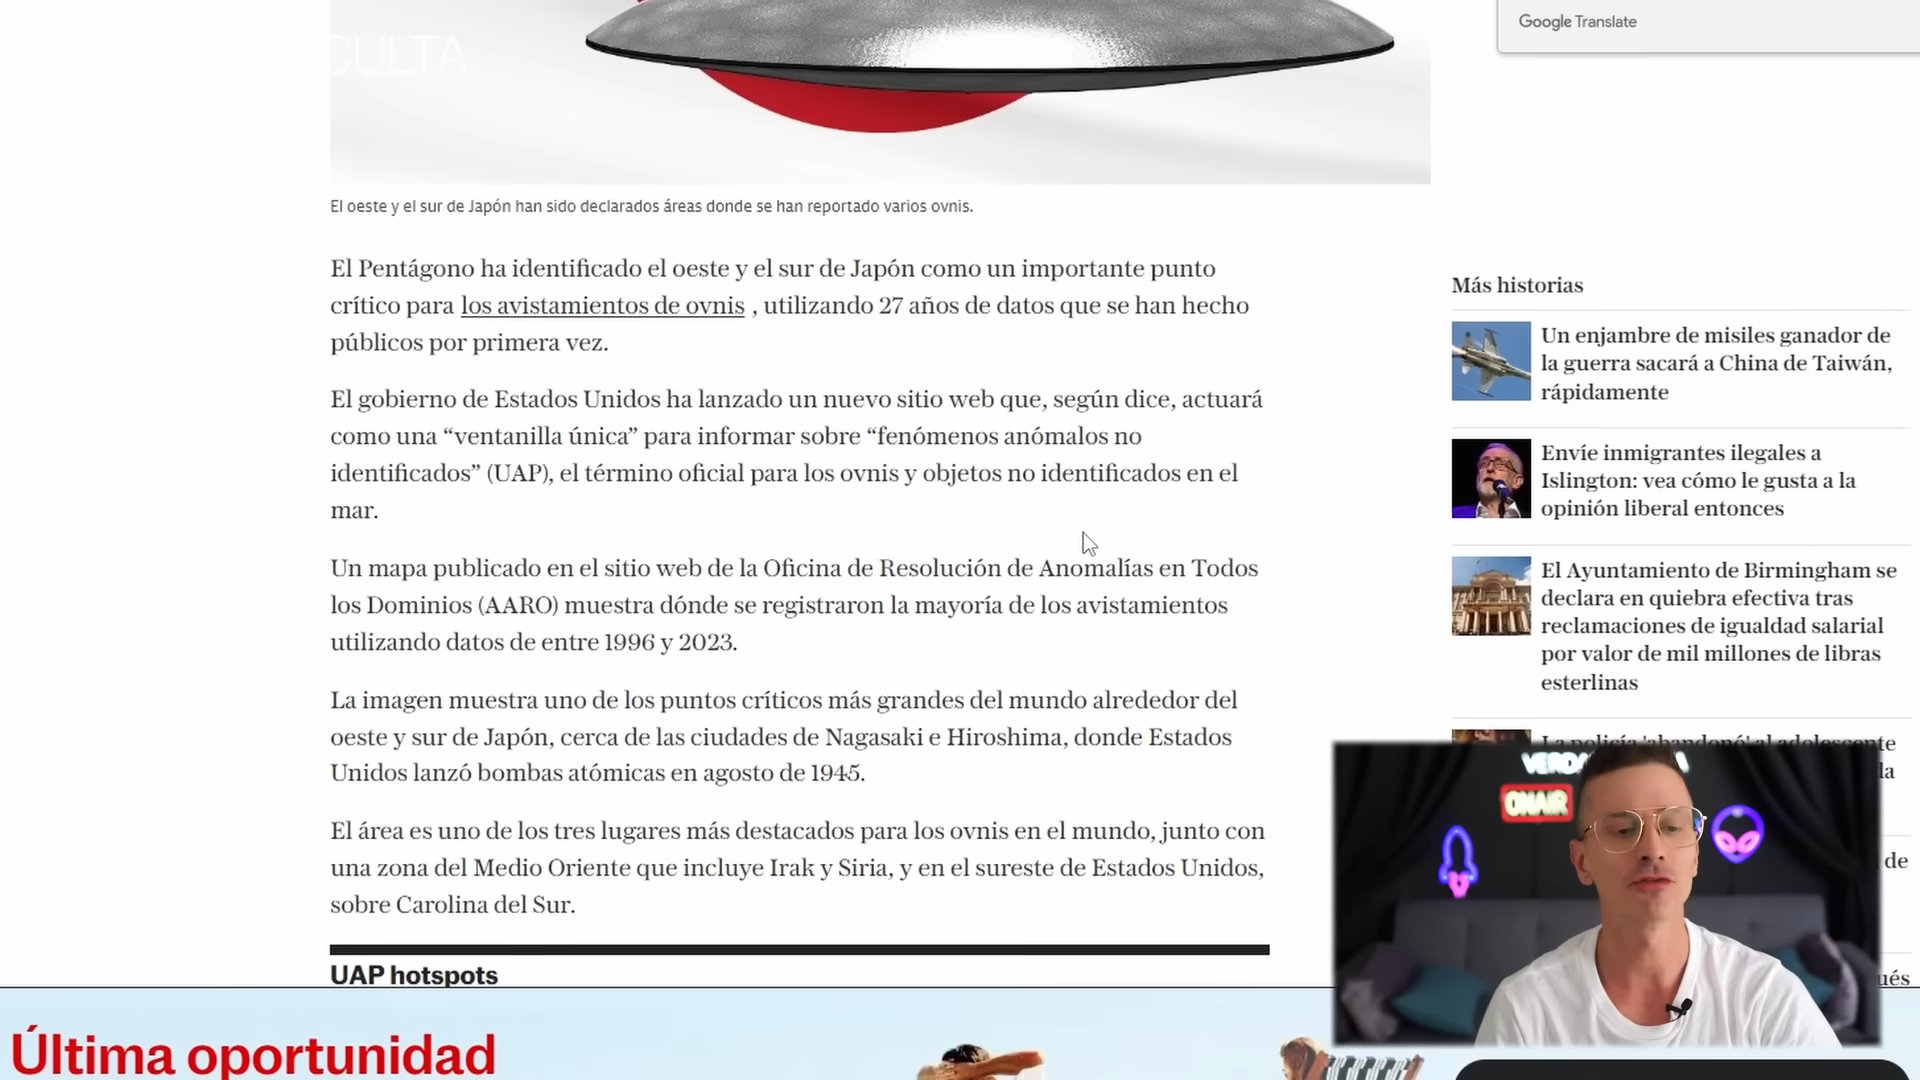 CULTA
Google Translate
El oeste y el sur de Japón han sido declarados áreas donde se han reportado varios ovnis.
El Pentágono ha identificado el oeste y el sur de Japón como un importante punto
crítico para los avistamientos de ovnis , utilizando 27 años de datos que se han hecho
públicos por primera vez.
El gobierno de Estados Unidos ha lanzado un nuevo sitio web que, según dice, actuará
como una “ventanilla única” para informar sobre “fenómenos anómalos no
identificados” (UAP), el término oficial para los ovnis y objetos no identificados en el
mar.
Un mapa publicado en el sitio web de la Oficina de Resolución de Anomalías en Todos
los Dominios (AARO) muestra dónde se registraron la mayoría de los avistamientos
utilizando datos de entre 1996 y 2023.
La imagen muestra uno de los puntos críticos más grandes del mundo alrededor del
oeste y sur de Japón, cerca de las ciudades de Nagasaki e Hiroshima, donde Estados
Unidos lanzó bombas atómicas en agosto de 1945.
El área es uno de los tres lugares más destacados para los ovnis en el mundo, junto con
una zona del Medio Oriente que incluye Irak y Siria, y en el sureste de Estados Unidos,
sobre Carolina del Sur.
UAP hotspots
Última oportunidad
Más historias
Un enjambre de misiles ganador de
la guerra sacará a China de Taiwán,
rápidamente
Envíe inmigrantes ilegales a
Islington: vea cómo le gusta a la
opinión liberal entonces
El Ayuntamiento de Birmingham se
declara en quiebra efectiva tras
reclamaciones de igualdad salarial
por valor de mil millones de libras
esterlinas
La policía 'abandonó' al adolescente
la
de
ués
ON AIR